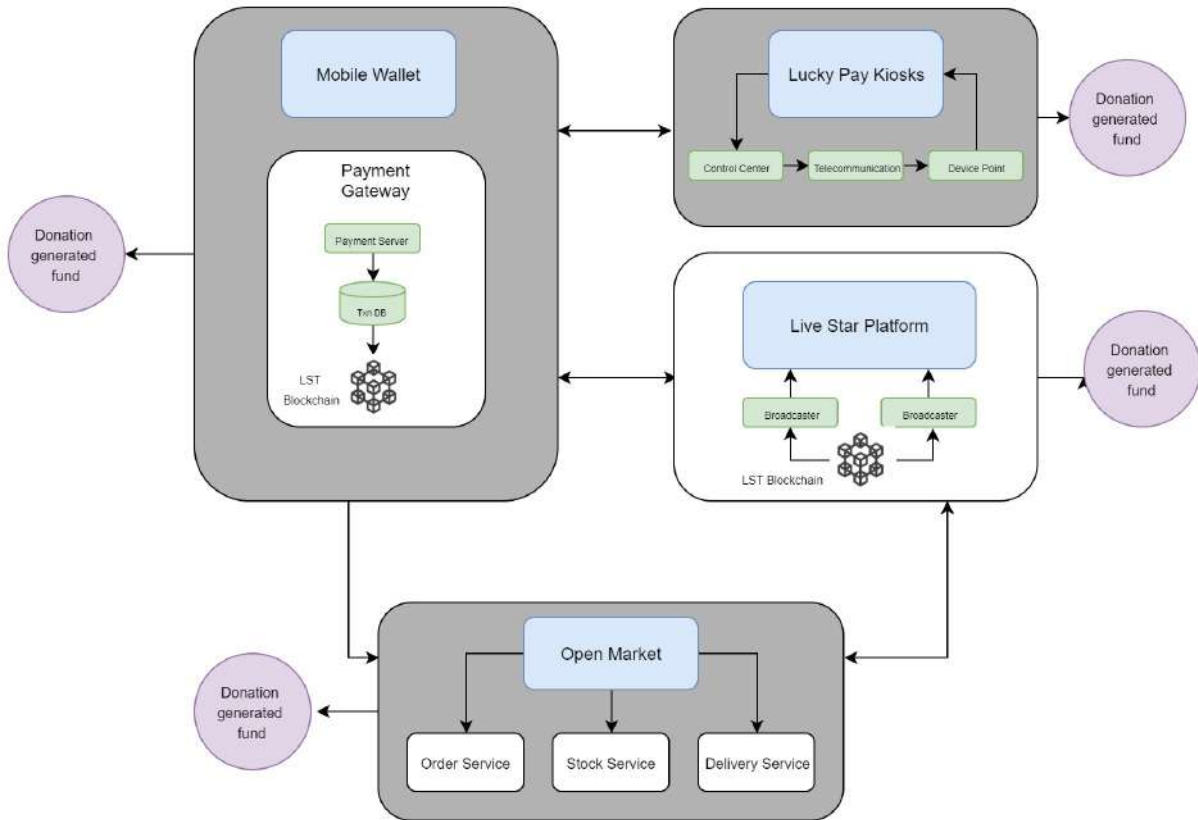 Mobile Wallet
Payment
Gateway
Payment Server
Txn DB
LST
Blockchain
Donation
generated
fund
Lucky Pay Kiosks
Control Center
Telecommunication
Device Point
Donation
generated
fund
Live Star Platform
Broadcaster
Broadcaster
LST Blockchain
Donation
generated
fund
Open Market
Order Service
Stock Service
Delivery Service
Donation
generated
fund